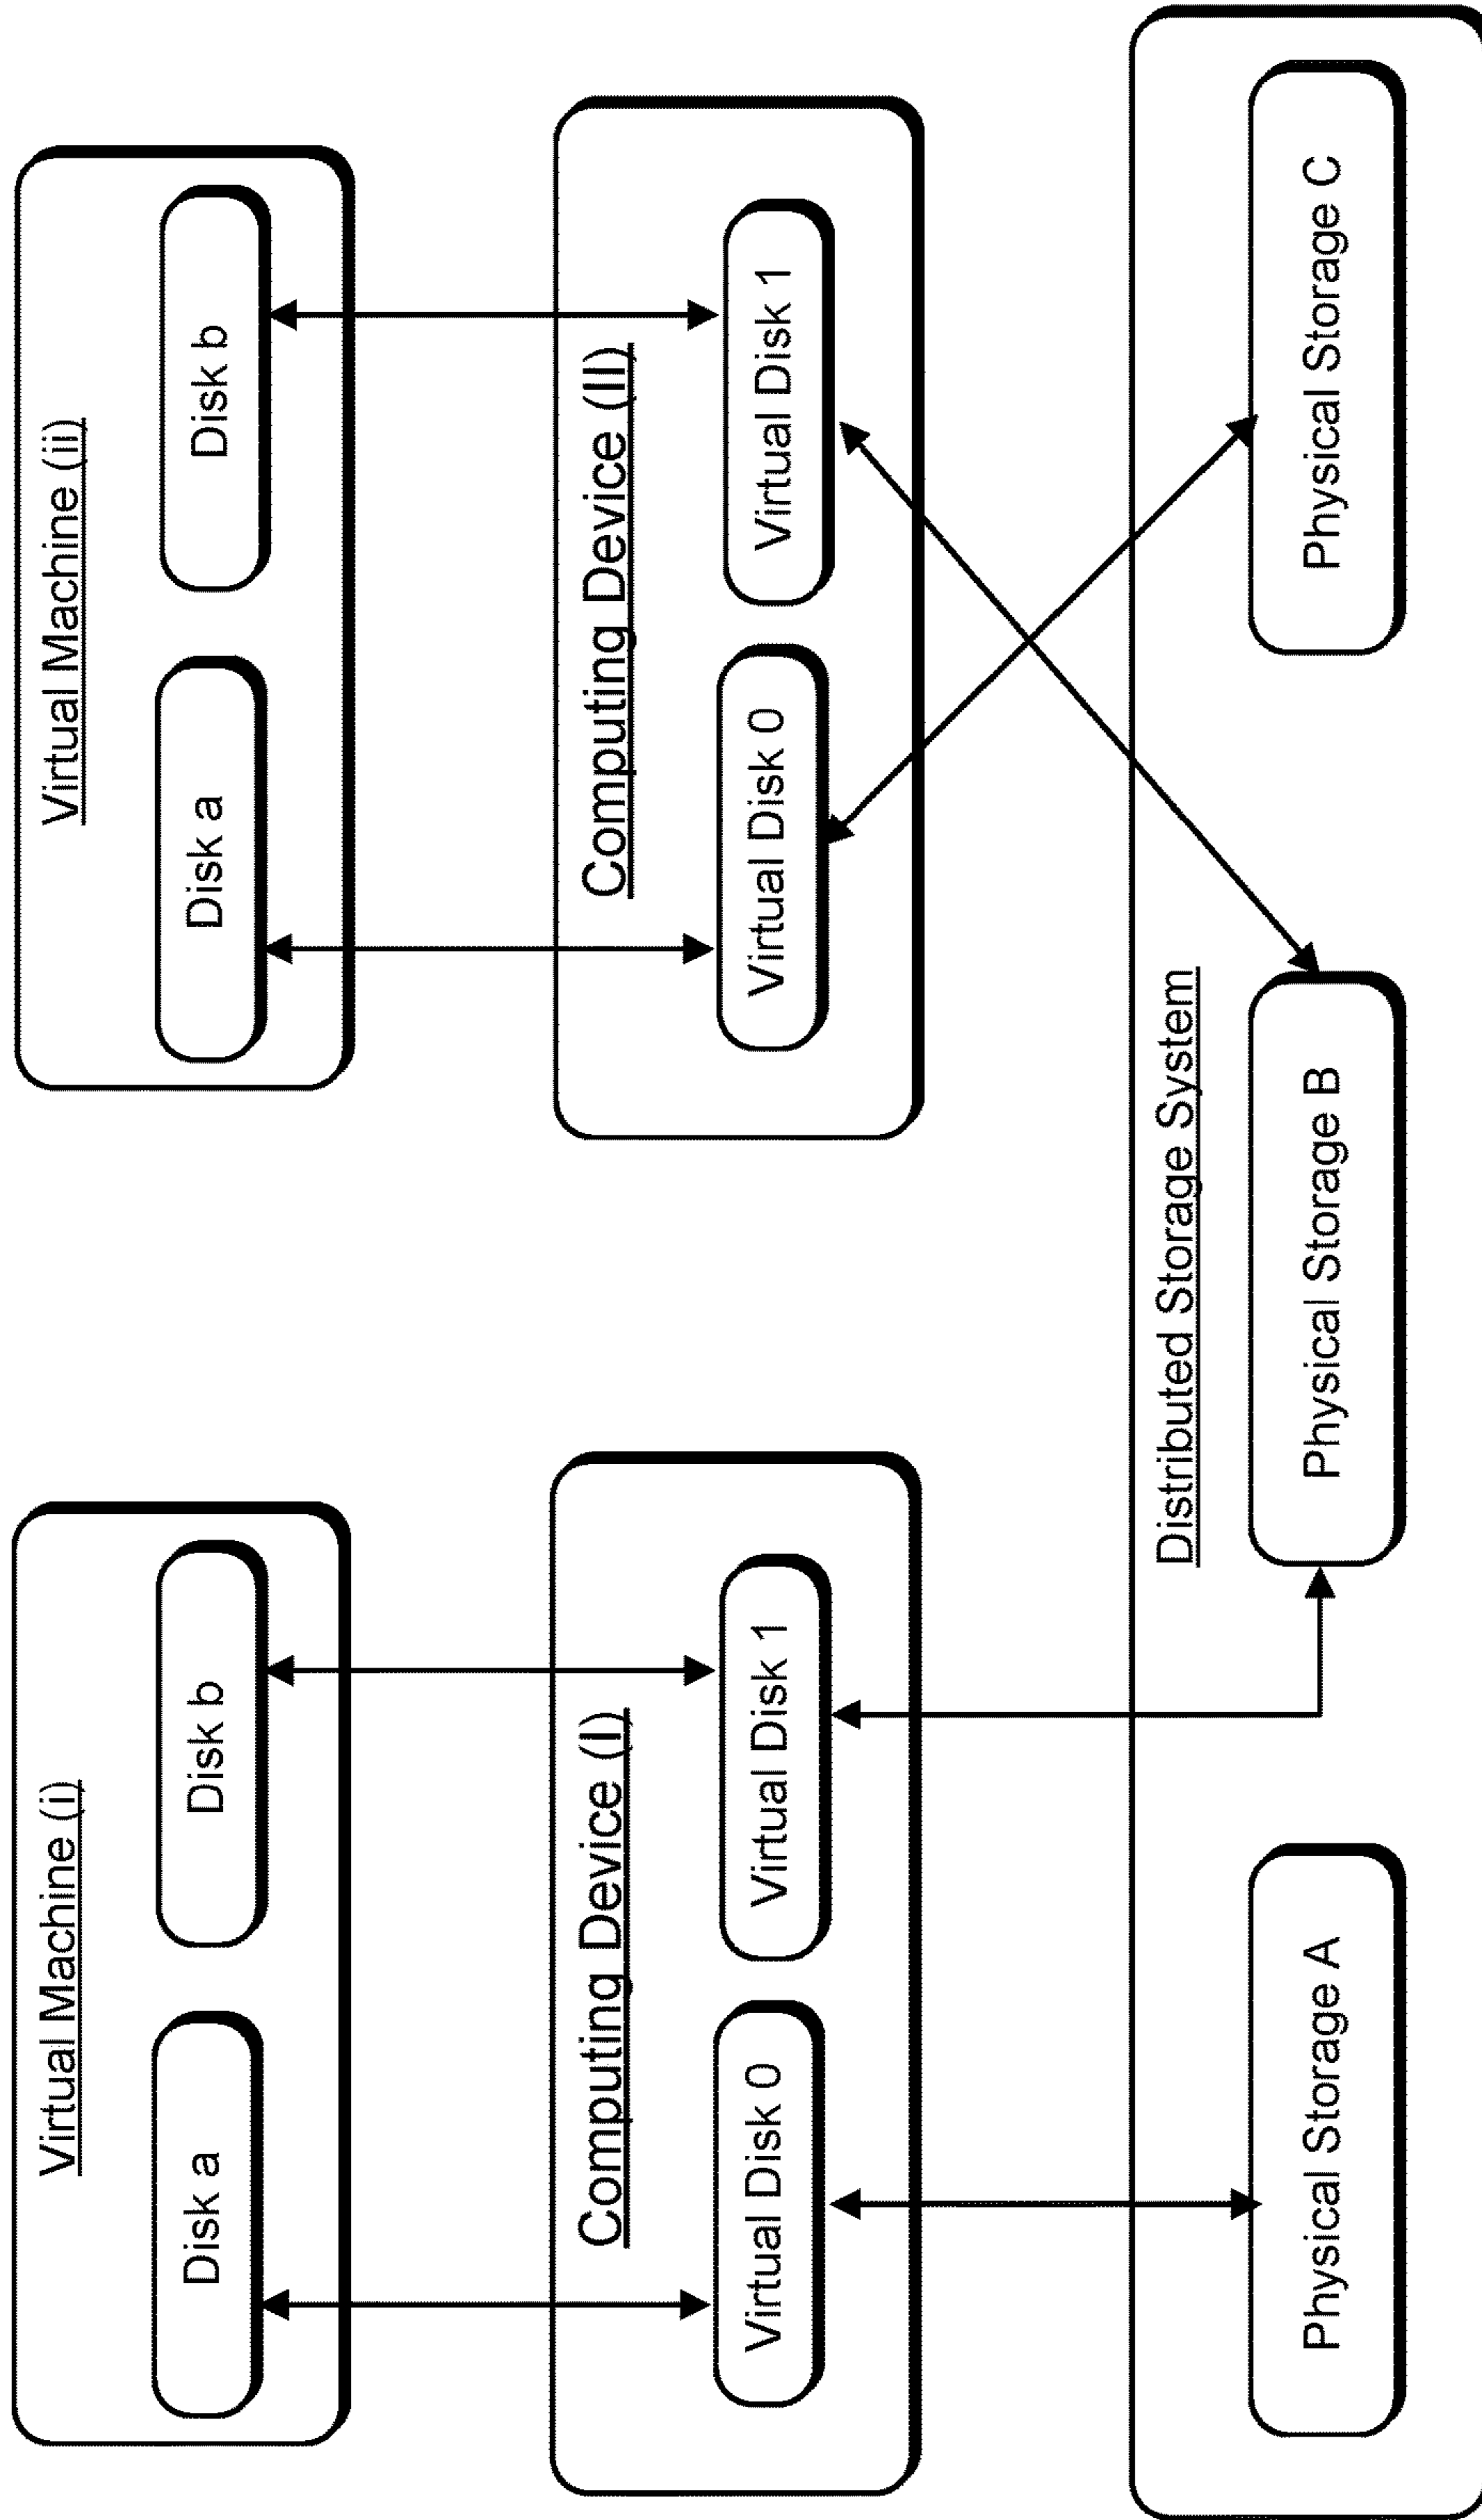 Virtual Machine (i)
Disk a
Disk b
Virtual Machine (ii)
Disk a
Disk b
Computing Device (I)
Virtual Disk 0
Virtual Disk 1
Computing Device (II)
Virtual Disk 0
Virtual Disk 1
Distributed Storage System
Physical Storage A
Physical Storage B
Physical Storage C